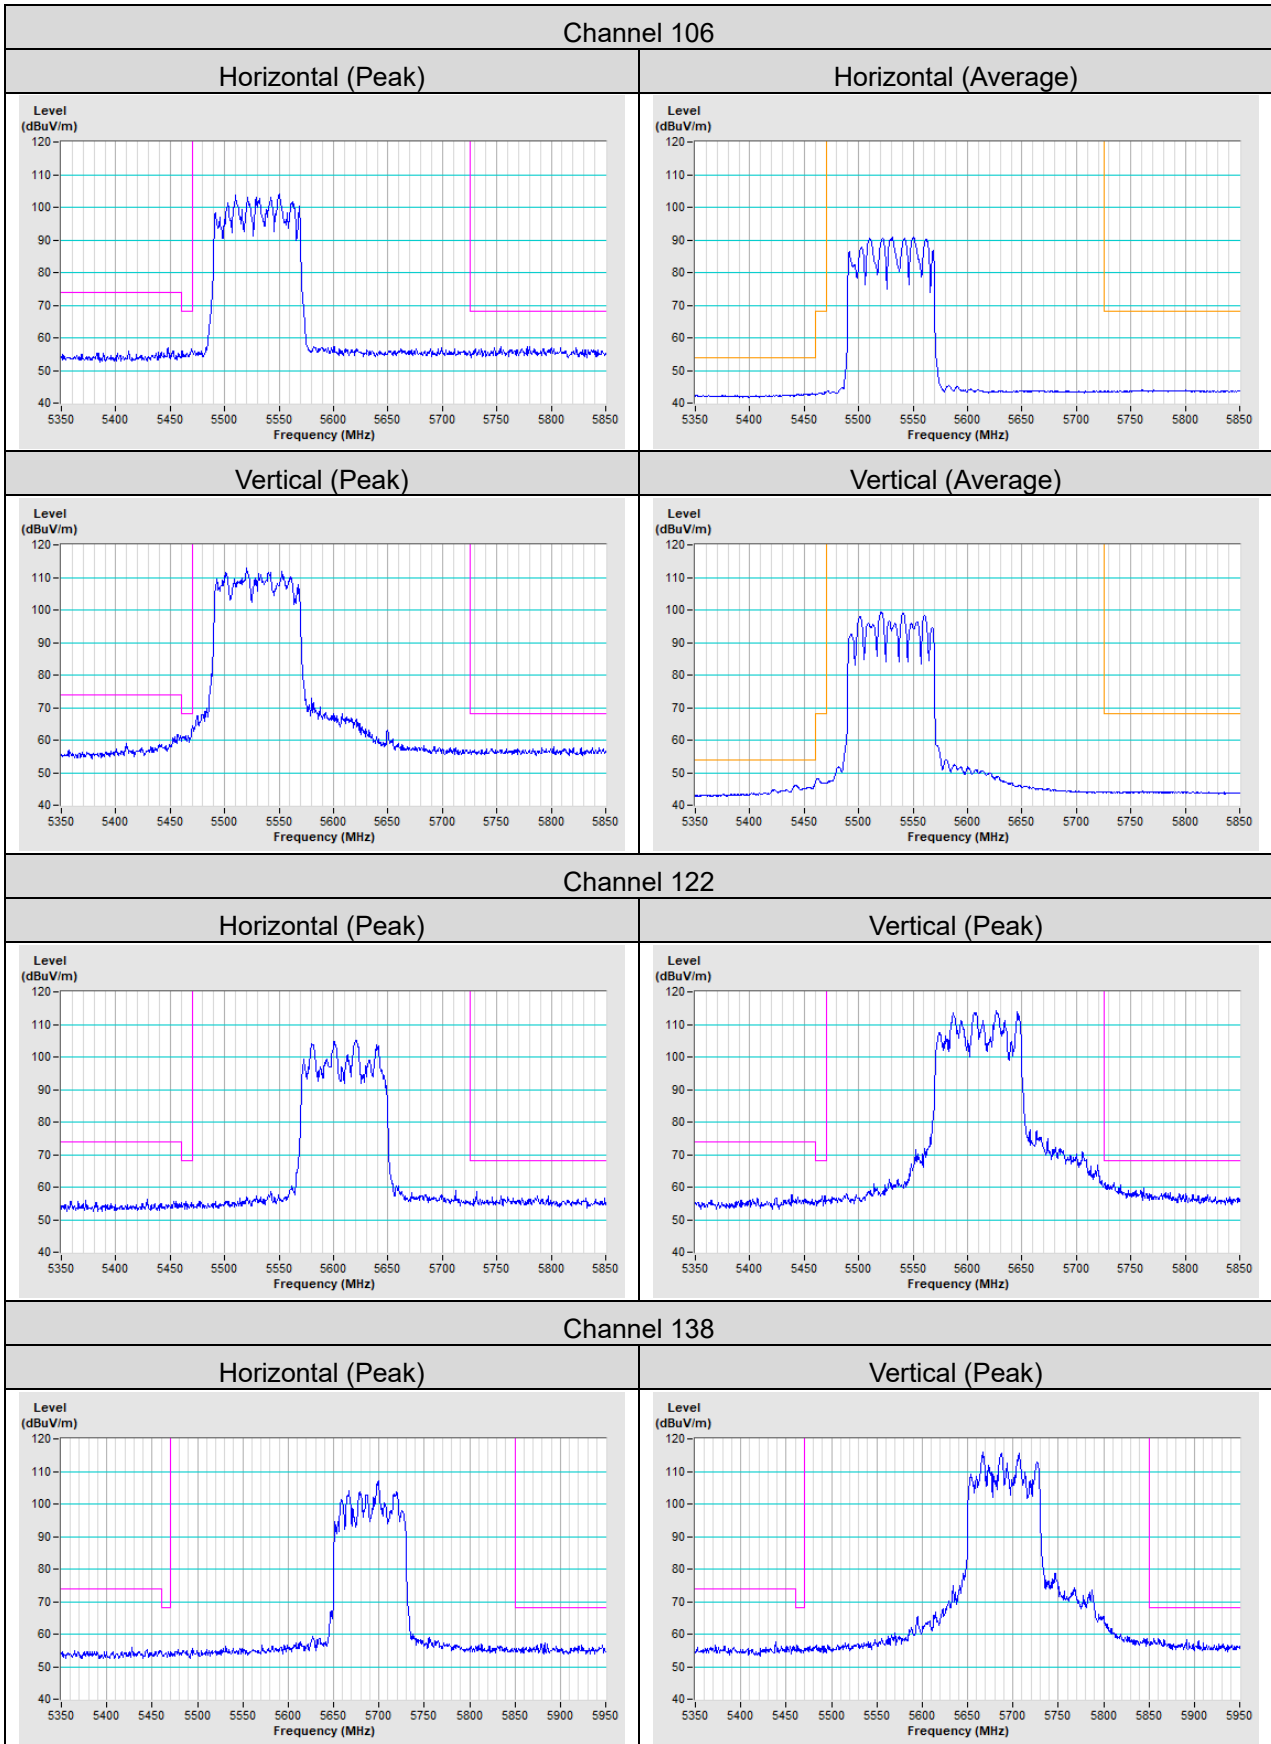 Channel 106
Horizontal (Peak)
Horizontal (Average)
Level
(dBuV/m)
120
110
100
90
80
70
60
50
40
5350 5400 5450 5500 5550 5600 5650 5700 5750 5800 5850
Frequency (MHz)
Level
(dBuV/m)
120
110
100
90
80
70
60
50
40
5350 5400 5450 5500 5550 5600 5650 5700 5750 5800 5850
Frequency (MHz)
Vertical (Peak)
Vertical (Average)
Level
(dBuV/m)
120
110
100
90
80
70
60
50
40
5350 5400 5450 5500 5550 5600 5650 5700 5750 5800 5850
Frequency (MHz)
Level
(dBuV/m)
120
110
100
90
80
70
60
50
40
5350 5400 5450 5500 5550 5600 5650 5700 5750 5800 5850
Frequency (MHz)
Channel 122
Horizontal (Peak)
Vertical (Peak)
Level
(dBuV/m)
120
110
100
90
80
70
60
50
40
5350 5400 5450 5500 5550 5600 5650 5700 5750 5800 5850
Frequency (MHz)
Level
(dBuV/m)
120
110
100
90
80
70
60
50
40
5350 5400 5450 5500 5550 5600 5650 5700 5750 5800 5850
Frequency (MHz)
Channel 138
Horizontal (Peak)
Vertical (Peak)
Level
(dBuV/m)
120
110
100
90
80
70
60
50
40
5350 5400 5450 5500 5550 5600 5650 5700 5750 5800 5850 5900 5950
Frequency (MHz)
Level
(dBuV/m)
120
110
100
90
80
70
60
50
40
5350 5400 5450 5500 5550 5600 5650 5700 5750 5800 5850 5900 5950
Frequency (MHz)